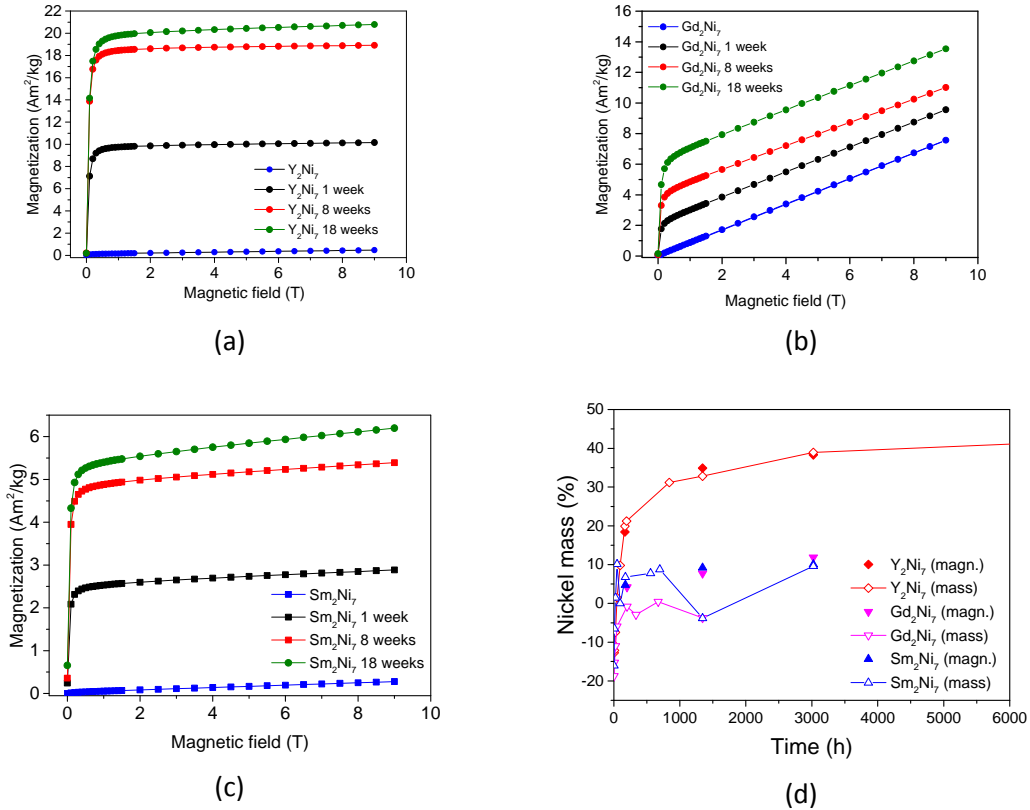 22
20
18
16
14
12
10
8
6
4
2
0
Magnetization (Am²/kg)
Y₂Ni₇
Y₂Ni₇ 1 week
Y₂Ni₇ 8 weeks
Y₂Ni₇ 18 weeks
0 2 4 6 8 10
Magnetic field (T)
(a)
16
14
12
10
8
6
4
2
0
Magnetization (Am²/kg)
Gd₂Ni₇
Gd₂Ni₇ 1 week
Gd₂Ni₇ 8 weeks
Gd₂Ni₇ 18 weeks
0 2 4 6 8 10
Magnetic field (T)
(b)
6
5
4
3
2
1
0
Magnetization (Am²/kg)
Sm₂Ni₇
Sm₂Ni₇ 1 week
Sm₂Ni₇ 8 weeks
Sm₂Ni₇ 18 weeks
0 2 4 6 8 10
Magnetic field (T)
(c)
50
40
30
20
10
0
-10
-20
Nickel mass (%)
Y₂Ni₇ (magn.)
Y₂Ni₇ (mass)
Gd₂Ni₇ (magn.)
Gd₂Ni₇ (mass)
Sm₂Ni₇ (magn.)
Sm₂Ni₇ (mass)
0 1000 2000 3000 4000 5000 6000
Time (h)
(d)